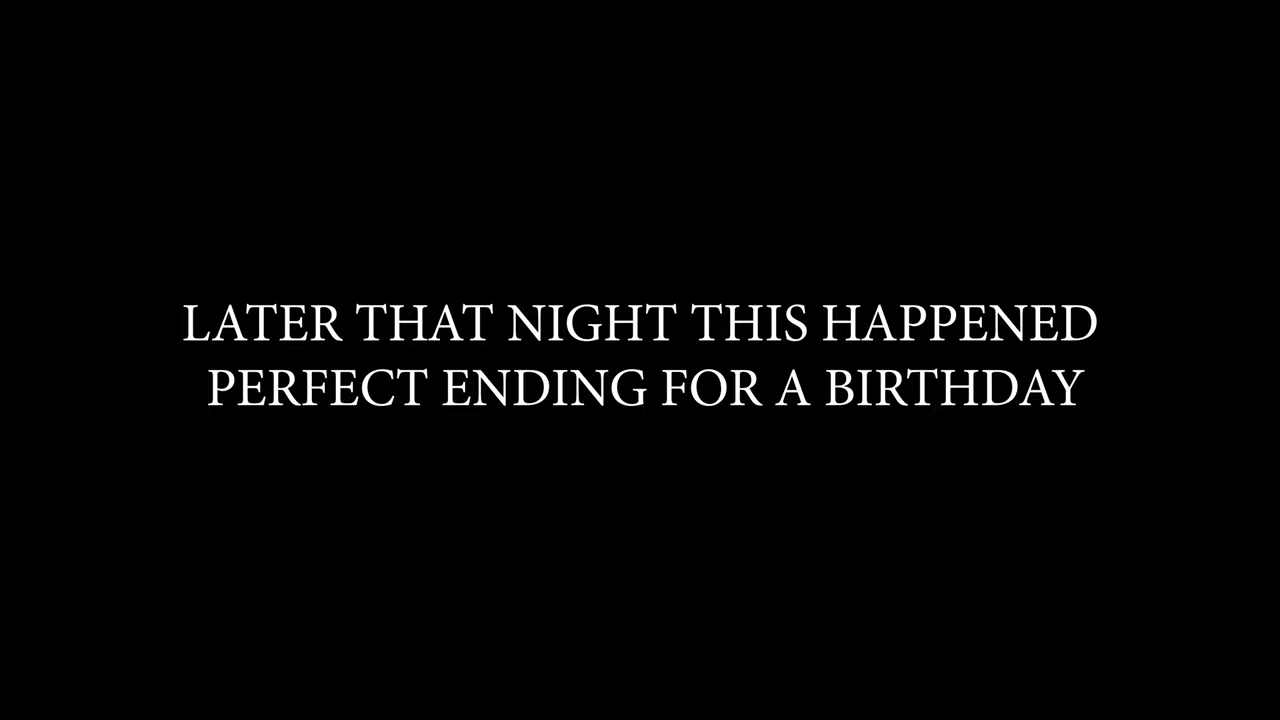 LATER THAT NIGHT THIS HAPPENED
PERFECT ENDING FOR A BIRTHDAY